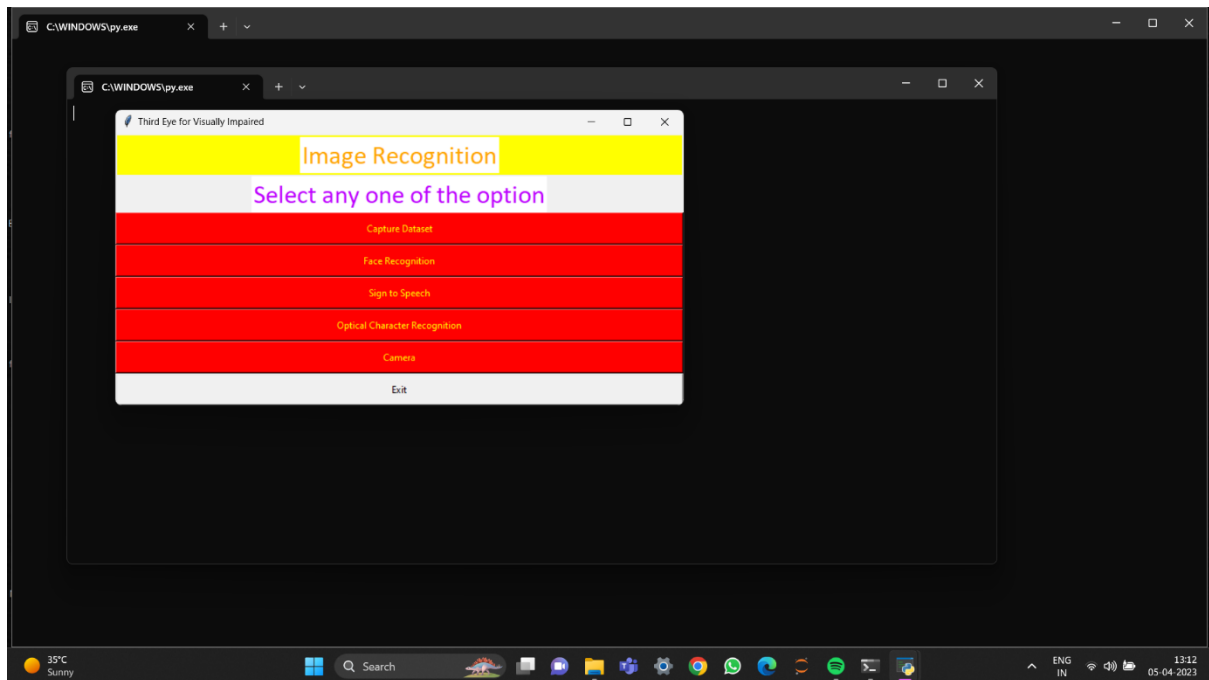 C:\WINDOWS\py.exe
C:\WINDOWS\py.exe
Third Eye for Visually Impaired
Image Recognition
Select any one of the option
Capture Dataset
Face Recognition
Sign to Speech
Optical Character Recognition
Camera
Exit
35°C
Sunny
Search
ENG
IN
13:12
05-04-2023